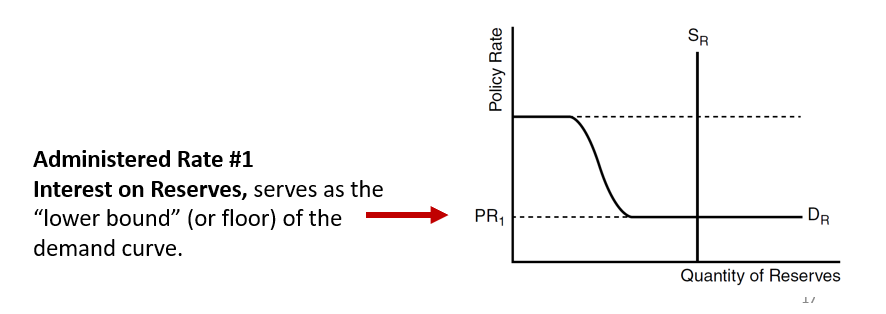 Administered Rate #1
Interest on Reserves, serves as the
“lower bound” (or floor) of the
demand curve.
Policy Rate
SR
PR1
DR
Quantity of Reserves
17